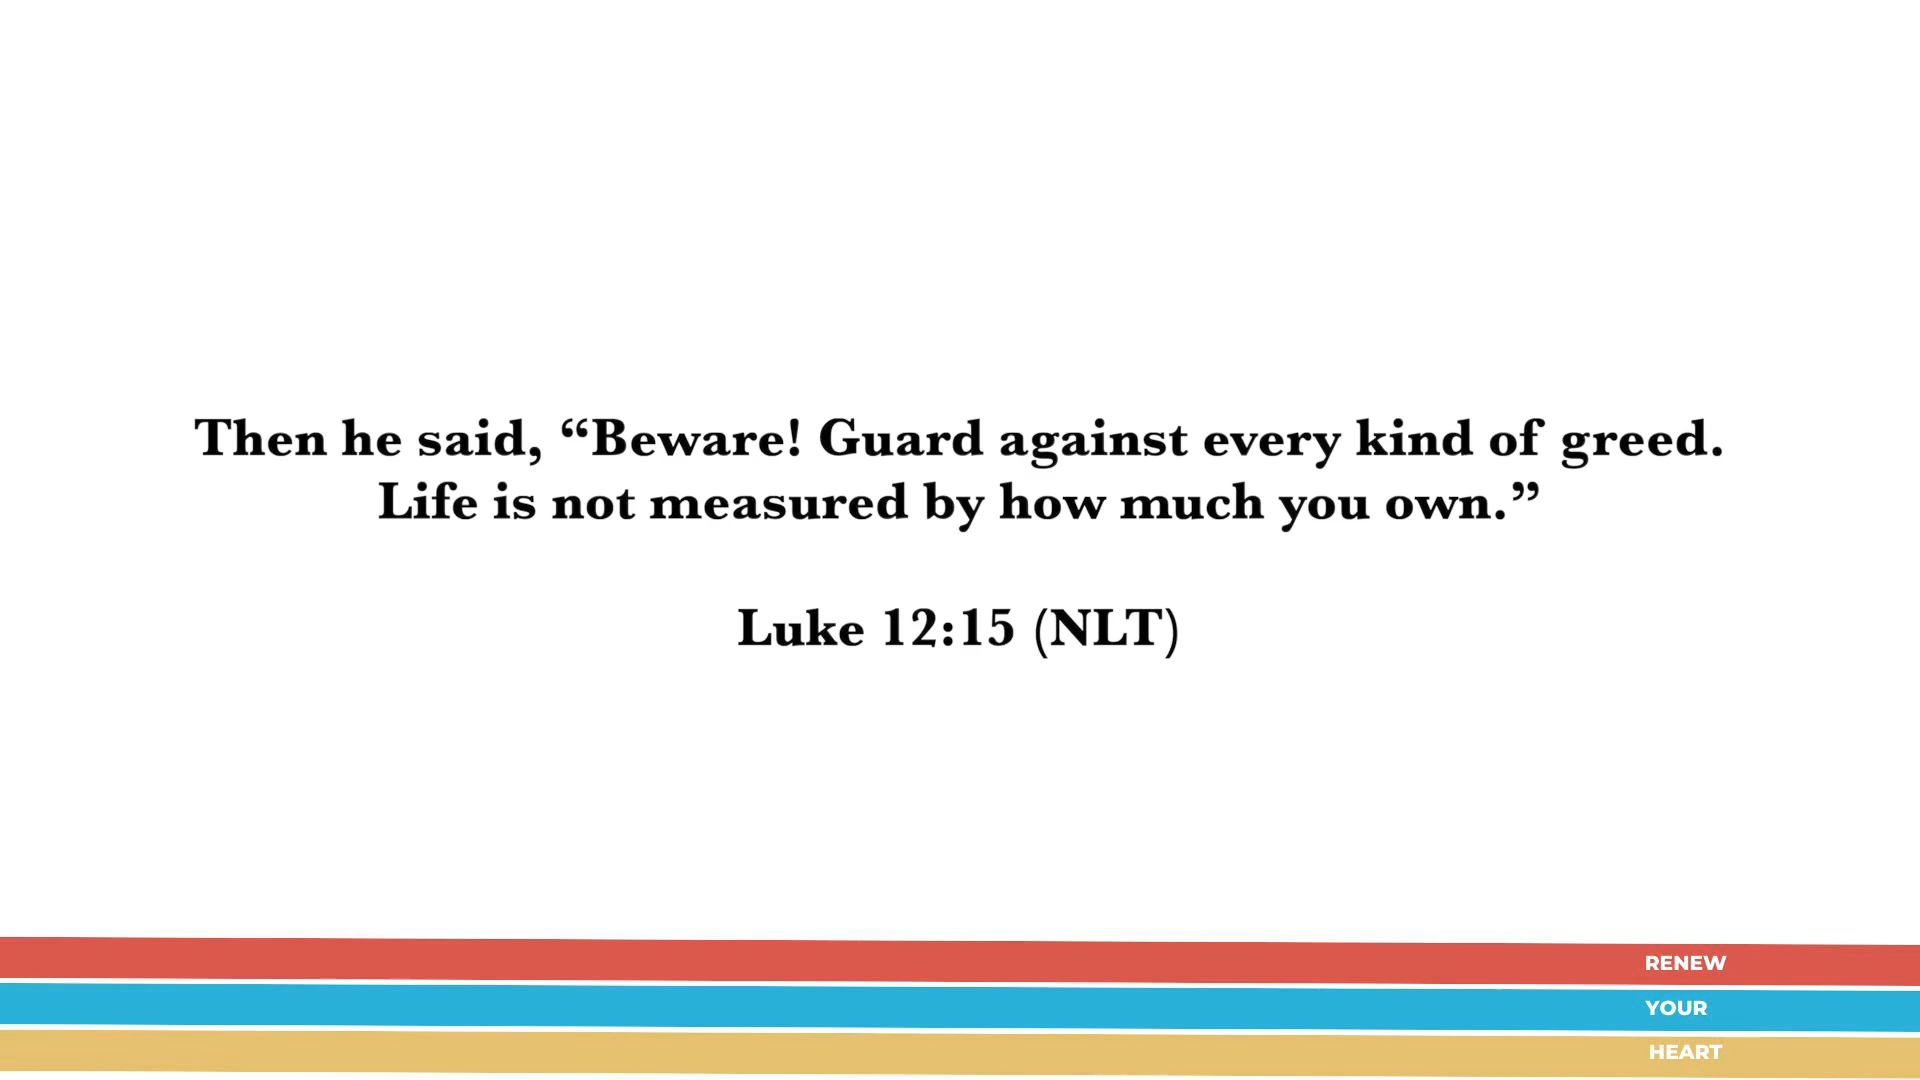 Then he said, “Beware! Guard against every kind of greed.
Life is not measured by how much you own.”
Luke 12:15 (NLT)
RENEW
YOUR
HEART